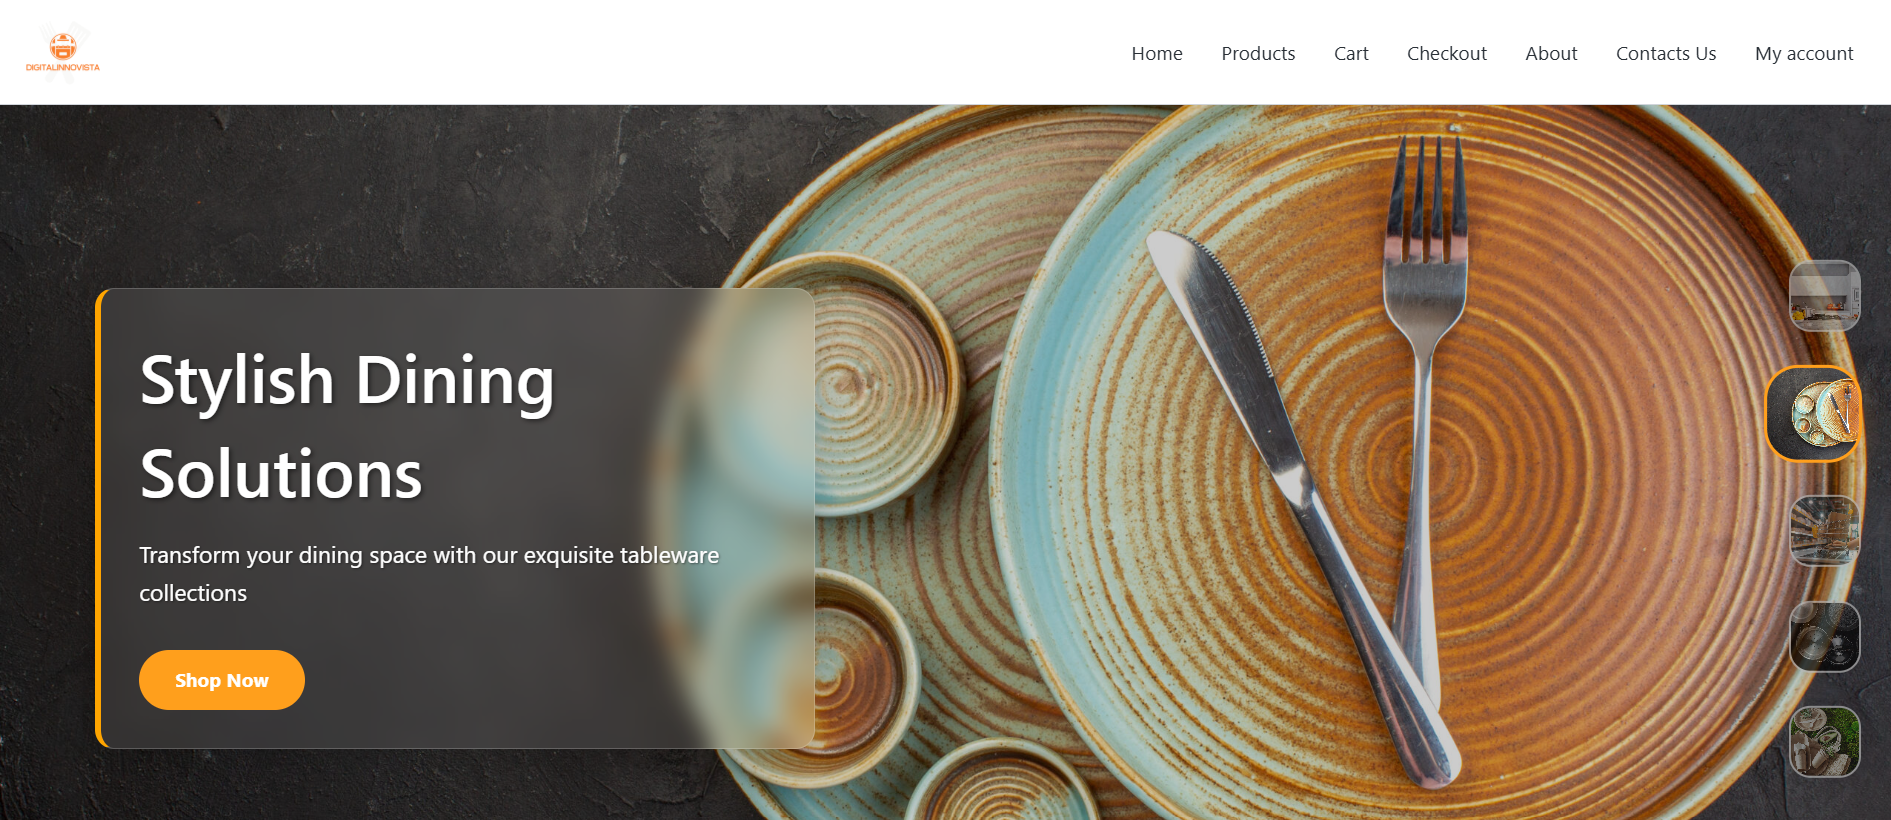 DIGITALINNOVISTA
Home Products Cart Checkout About Contacts Us My account
Stylish Dining
Solutions
Transform your dining space with our exquisite tableware
collections
Shop Now